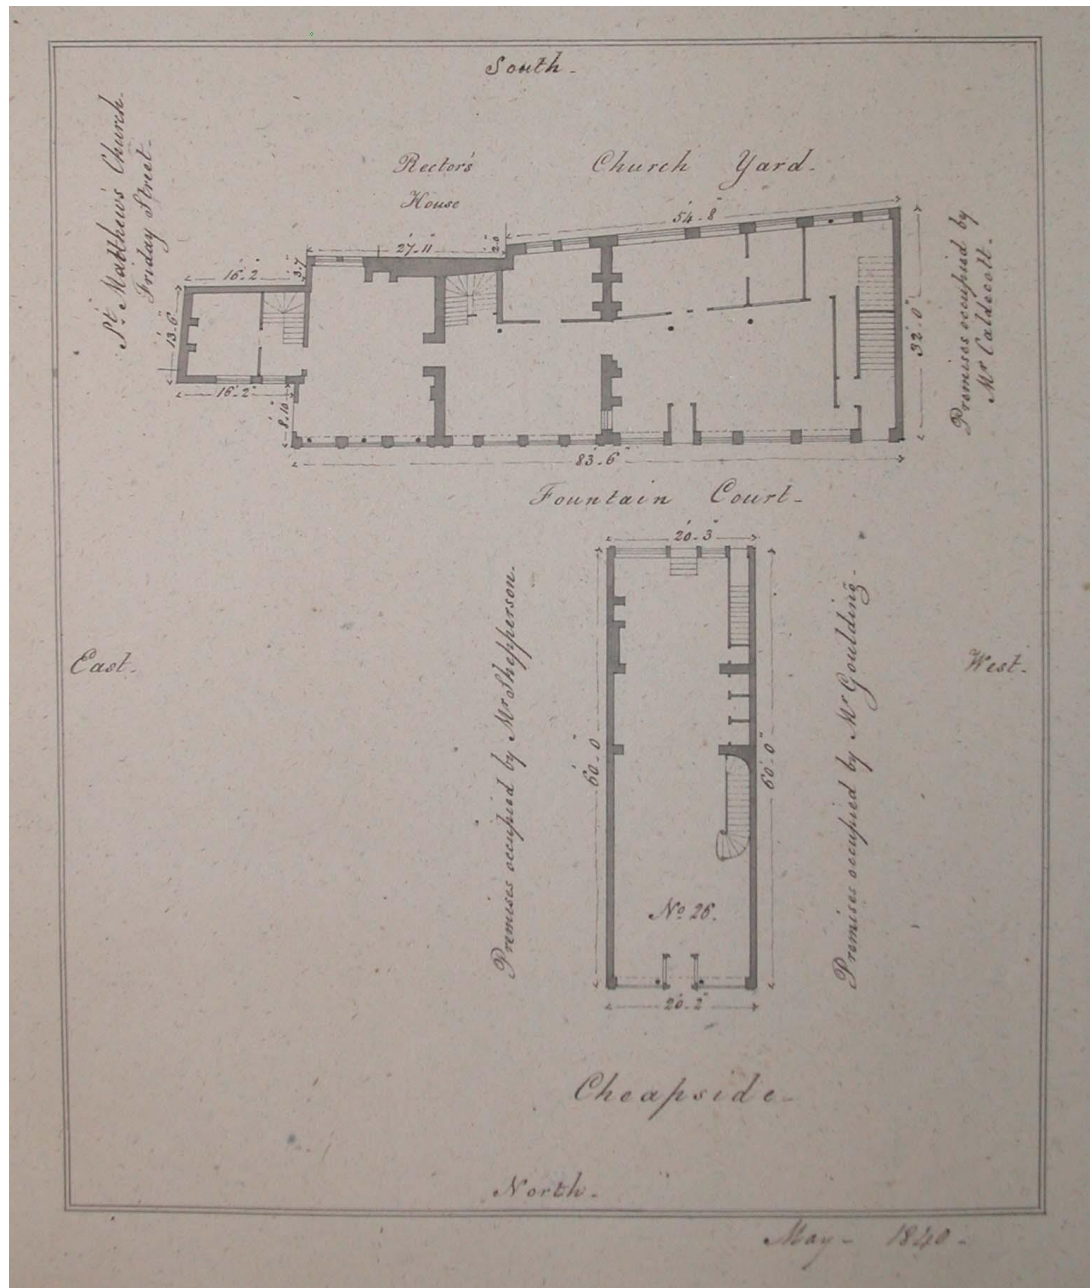 South.
St. Matthew's Church.
Friday Street.
Rector's
House
Church Yard.
54.8"
27.11"
2.0
16.2"
3.7
13.6"
16.2"
8.10"
32.0"
Premises occupied by
Mr Caldecott.
83.6"
Fountain Court.
20.3"
60.0"
60.0"
Premises occupied by Mr Shepperson.
Premises occupied by Mr Goulding.
East.
West.
No. 26.
20.2"
Cheapside.
North.
May - 1840.